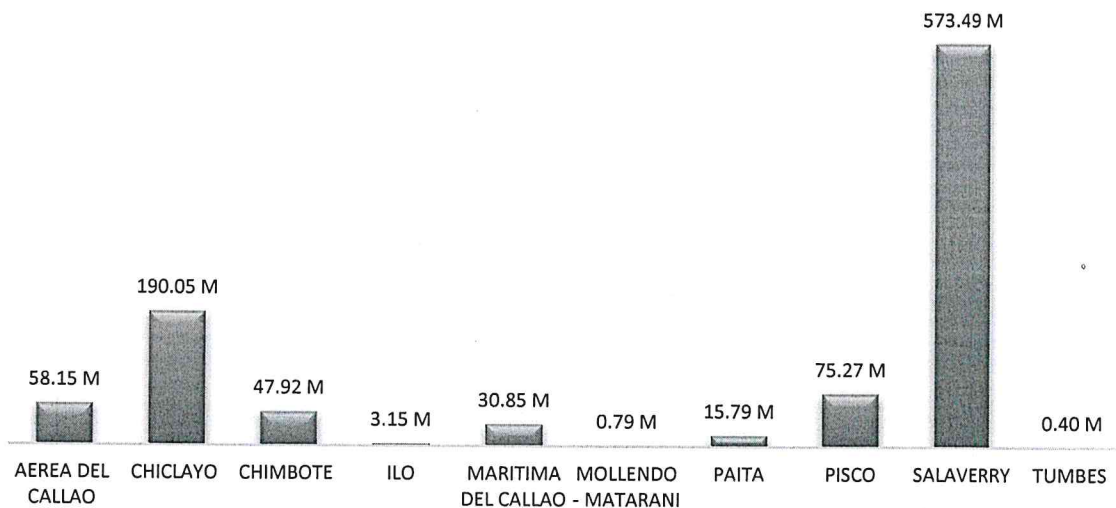 573.49 M
190.05 M
58.15 M
47.92 M
3.15 M
30.85 M
0.79 M
15.79 M
75.27 M
0.40 M
AEREA DEL
CALLAO
CHICLAYO
CHIMBOTE
ILO
MARITIMA
DEL CALLAO
MOLLENDO
- MATARANI
PAITA
PISCO
SALAVERRY
TUMBES